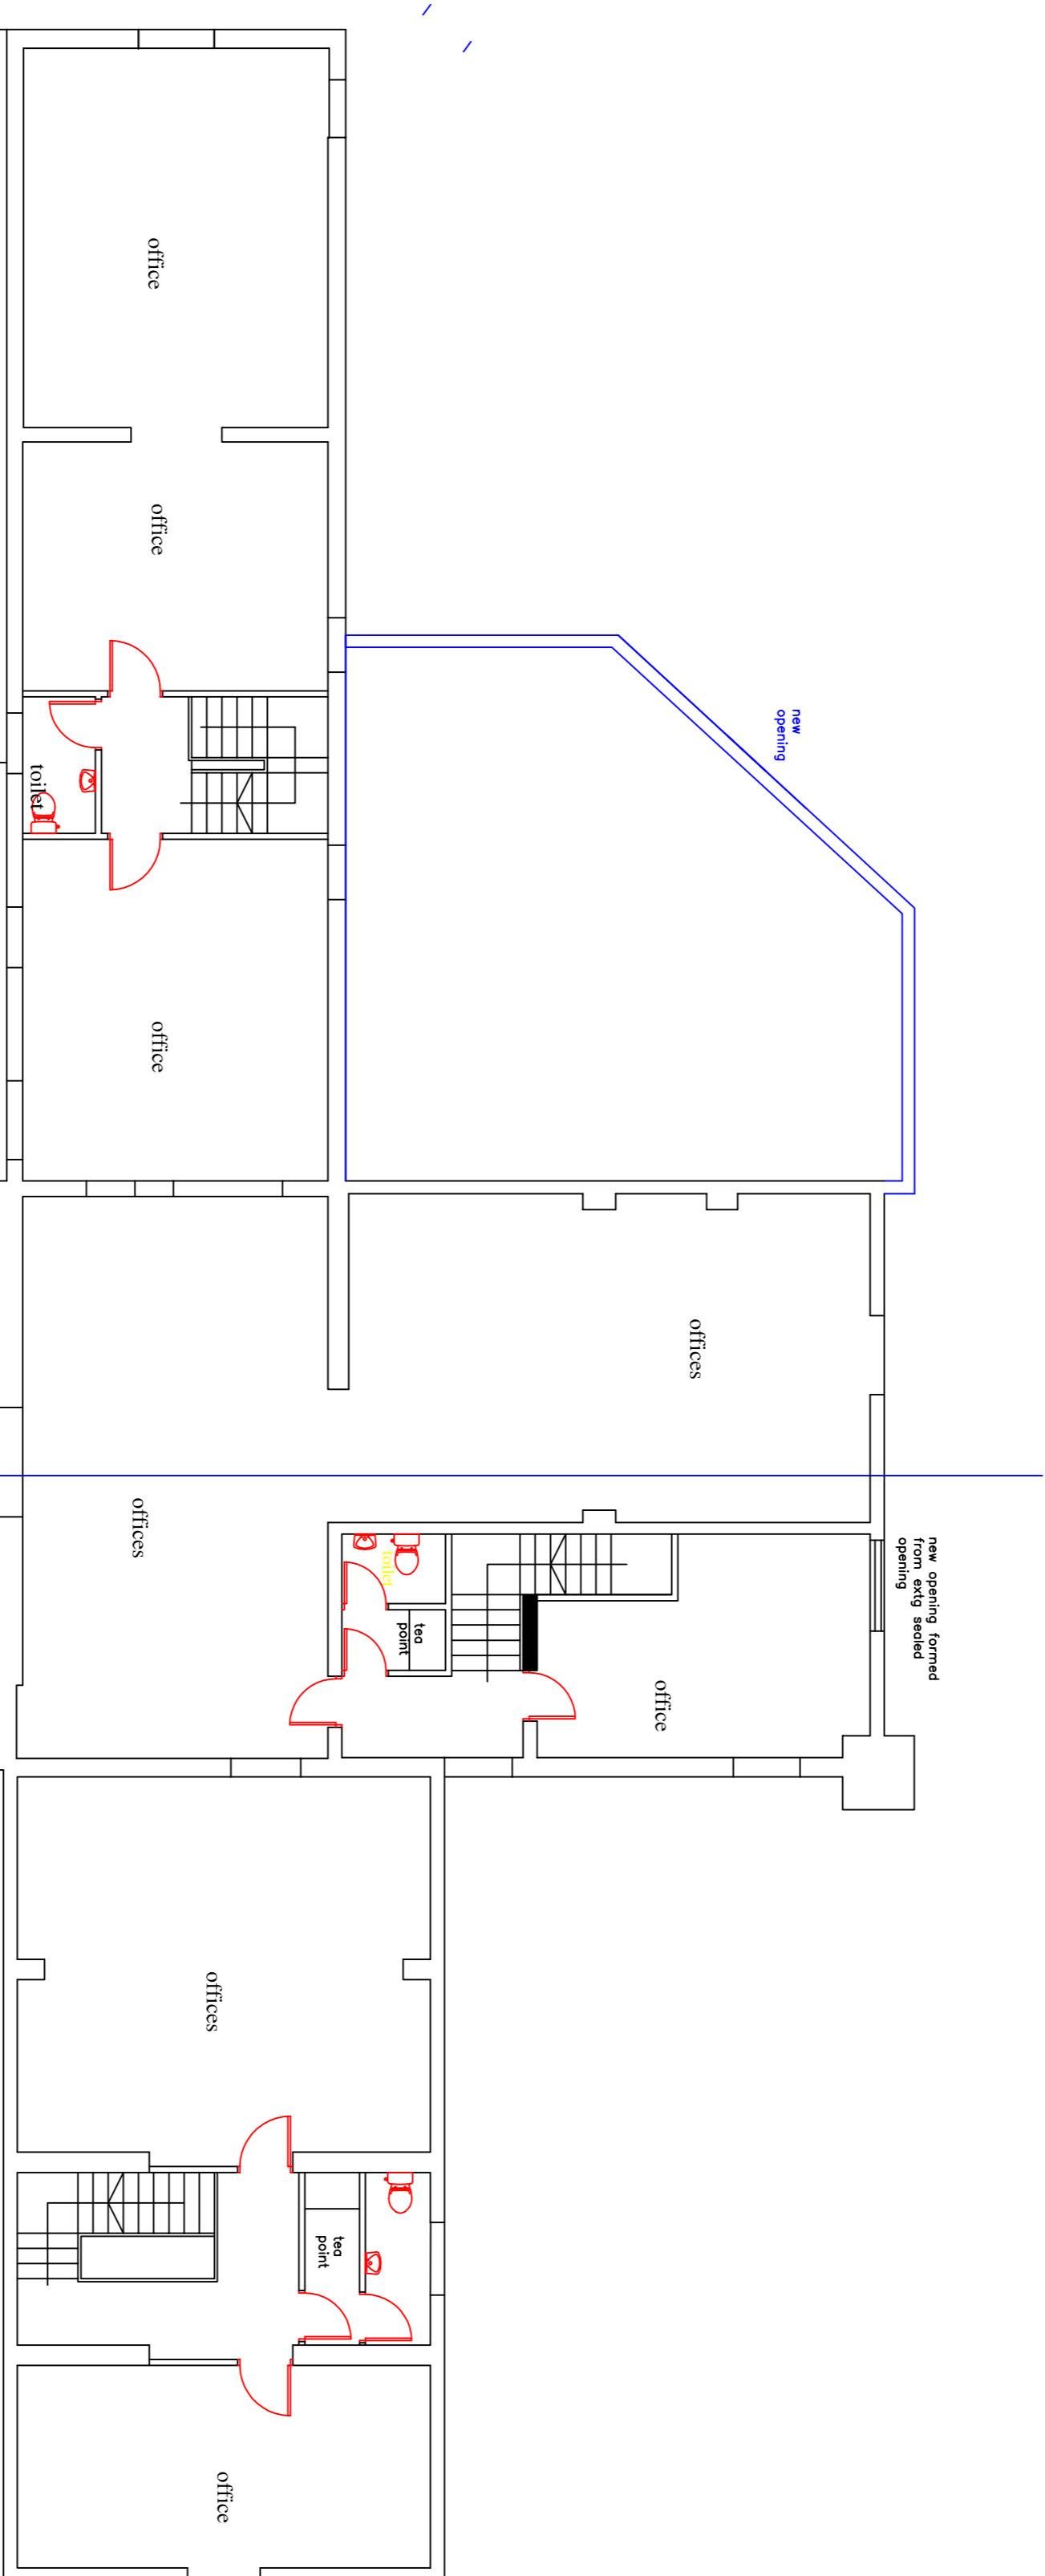 office
office
new
opening
toilet
office
offices
offices
new opening formed
from extg sealed
opening
toilet
tea
point
office
offices
tea
point
office